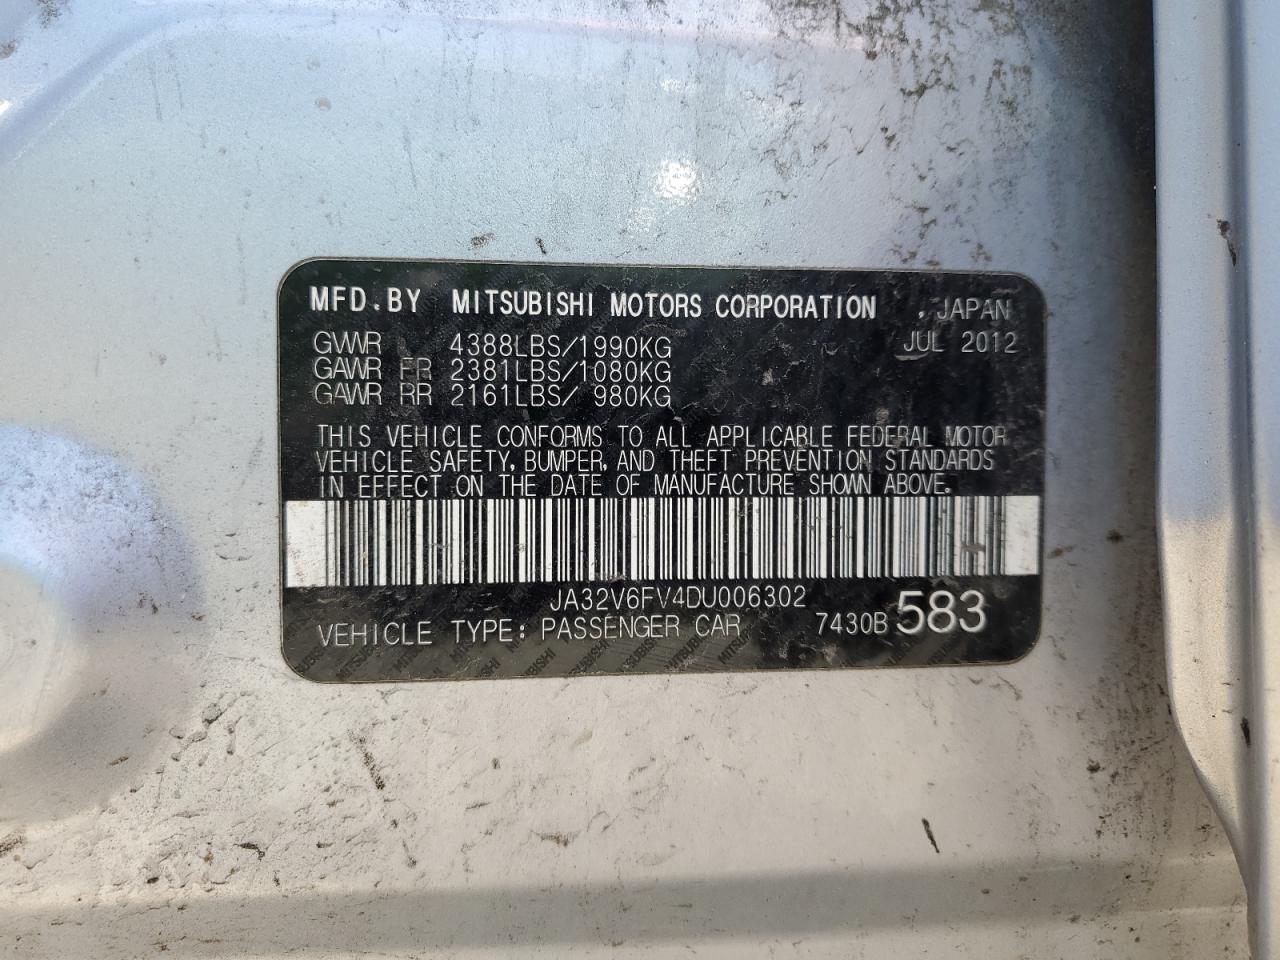 MFD.BY MITSUBISHI MOTORS CORPORATION , JAPAN
GWWR 4388LBS/1990KG JUL 2012
GAWR FR 2381LBS/1080KG
GAWR RR 2161LBS/ 980KG
THIS VEHICLE CONFORMS TO ALL APPLICABLE FEDERAL MOTOR
VEHICLE SAFETY, BUMPER, AND THEFT PREVENTION STANDARDS
IN EFFECT ON THE DATE OF MANUFACTURE SHOWN ABOVE.
JA32V6FV4DU006302
VEHICLE TYPE: PASSENGER CAR 7430B 583